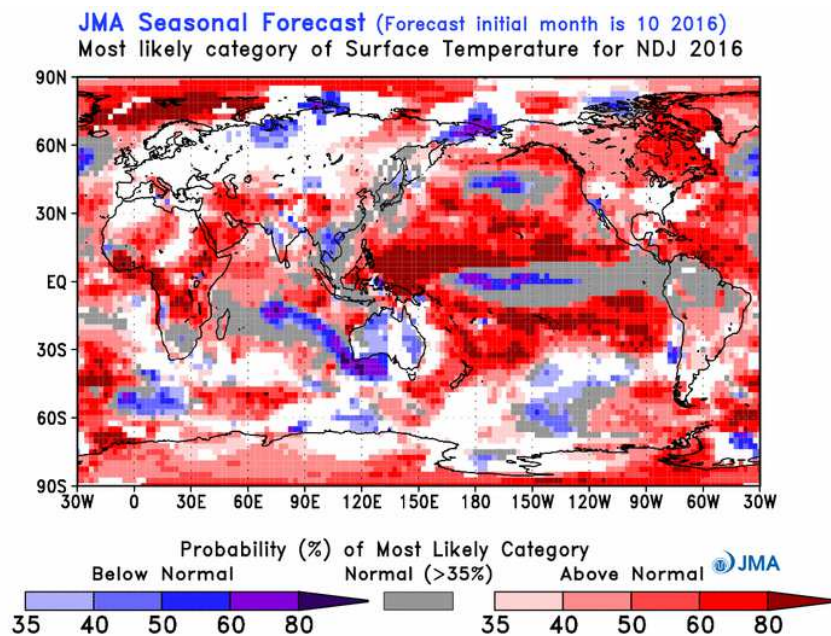 JMA Seasonal Forecast (Forecast initial month is 10 2016)
Most likely category of Surface Temperature for NDJ 2016
90N
60N
30N
EQ
30S
60S
90S
30W 0 30E 60E 90E 120E 150E 180 150W 120W 90W 60W 30W
Probability (%) of Most Likely Category
Below Normal Normal (>35%) Above Normal JMA
35 40 50 60 80 35 40 50 60 80